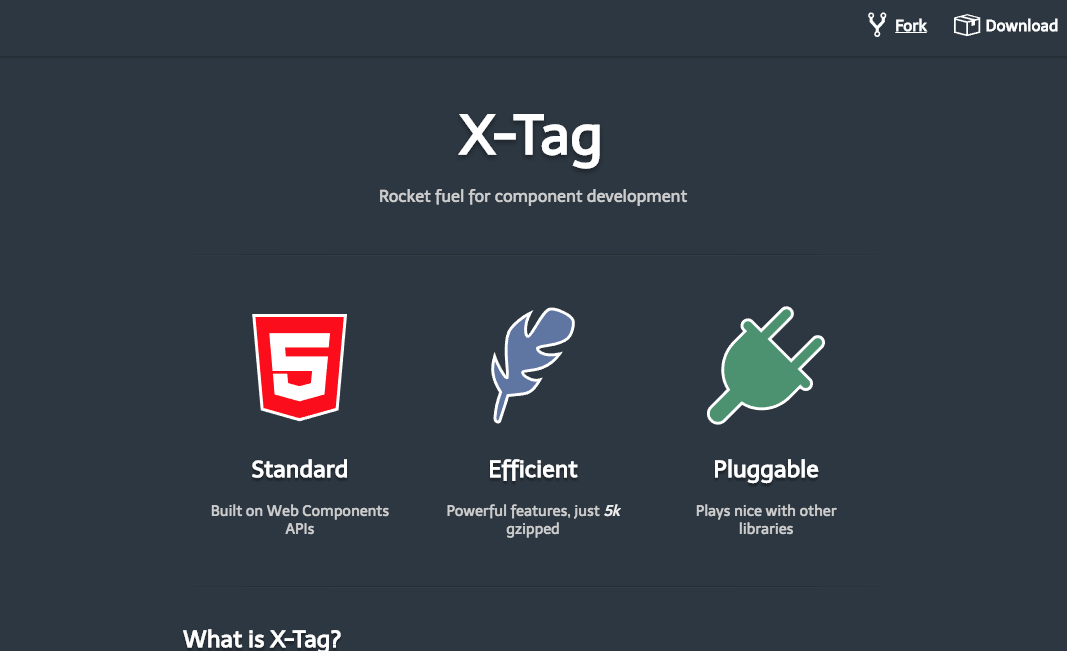 Fork
Download
X-Tag
Rocket fuel for component development
Standard
Efficient
Pluggable
Built on Web Components
APIs
Powerful features, just 5k
gzipped
Plays nice with other
libraries
What is X-Tag?